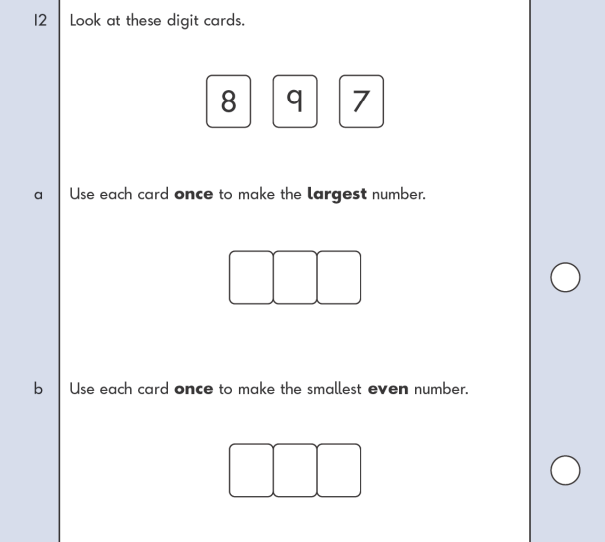 12 Look at these digit cards.
8 9 7
a Use each card once to make the largest number.
b Use each card once to make the smallest even number.